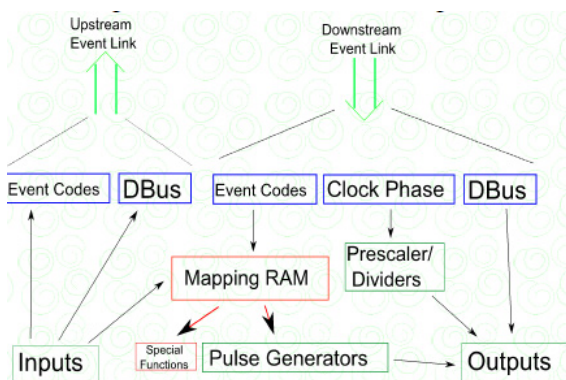 Upstream
Event Link
Downstream
Event Link
Event Codes
DBus
Event Codes
Clock Phase
DBus
Mapping RAM
Prescaler/
Dividers
Inputs
Special
Functions
Pulse Generators
Outputs